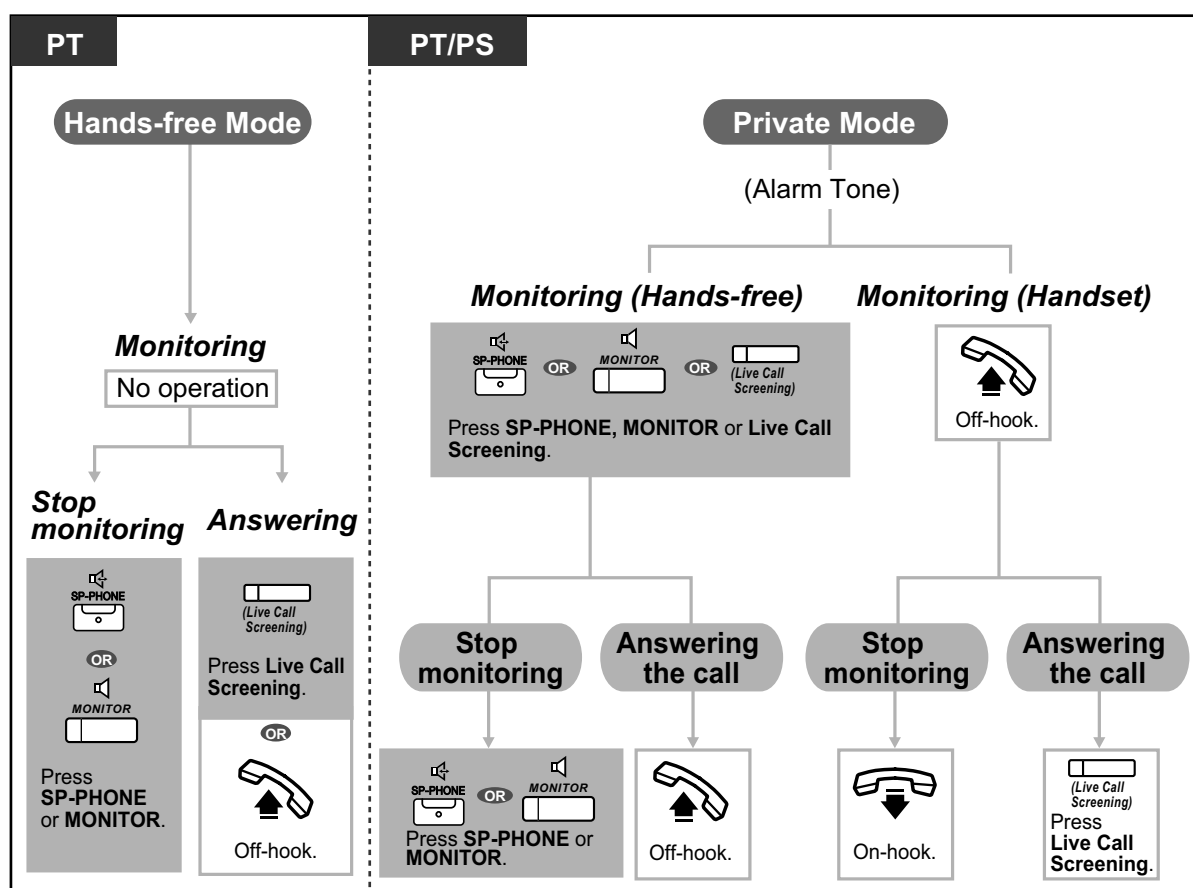 PT
Hands-free Mode
Monitoring
No operation
Stop
monitoring
SP-PHONE
OR
MONITOR
Press
SP-PHONE
or MONITOR.
Answering
(Live Call
Screening)
Press Live Call
Screening.
OR
Off-hook.
PT/PS
Private Mode
(Alarm Tone)
Monitoring (Hands-free)
SP-PHONE
OR
MONITOR
OR
(Live Call
Screening)
Press SP-PHONE, MONITOR or Live Call
Screening.
Stop
monitoring
SP-PHONE
OR
MONITOR
Press SP-PHONE or
MONITOR.
Answering
the call
Off-hook.
Monitoring (Handset)
Off-hook.
Stop
monitoring
On-hook.
Answering
the call
(Live Call
Screening)
Press
Live Call
Screening.